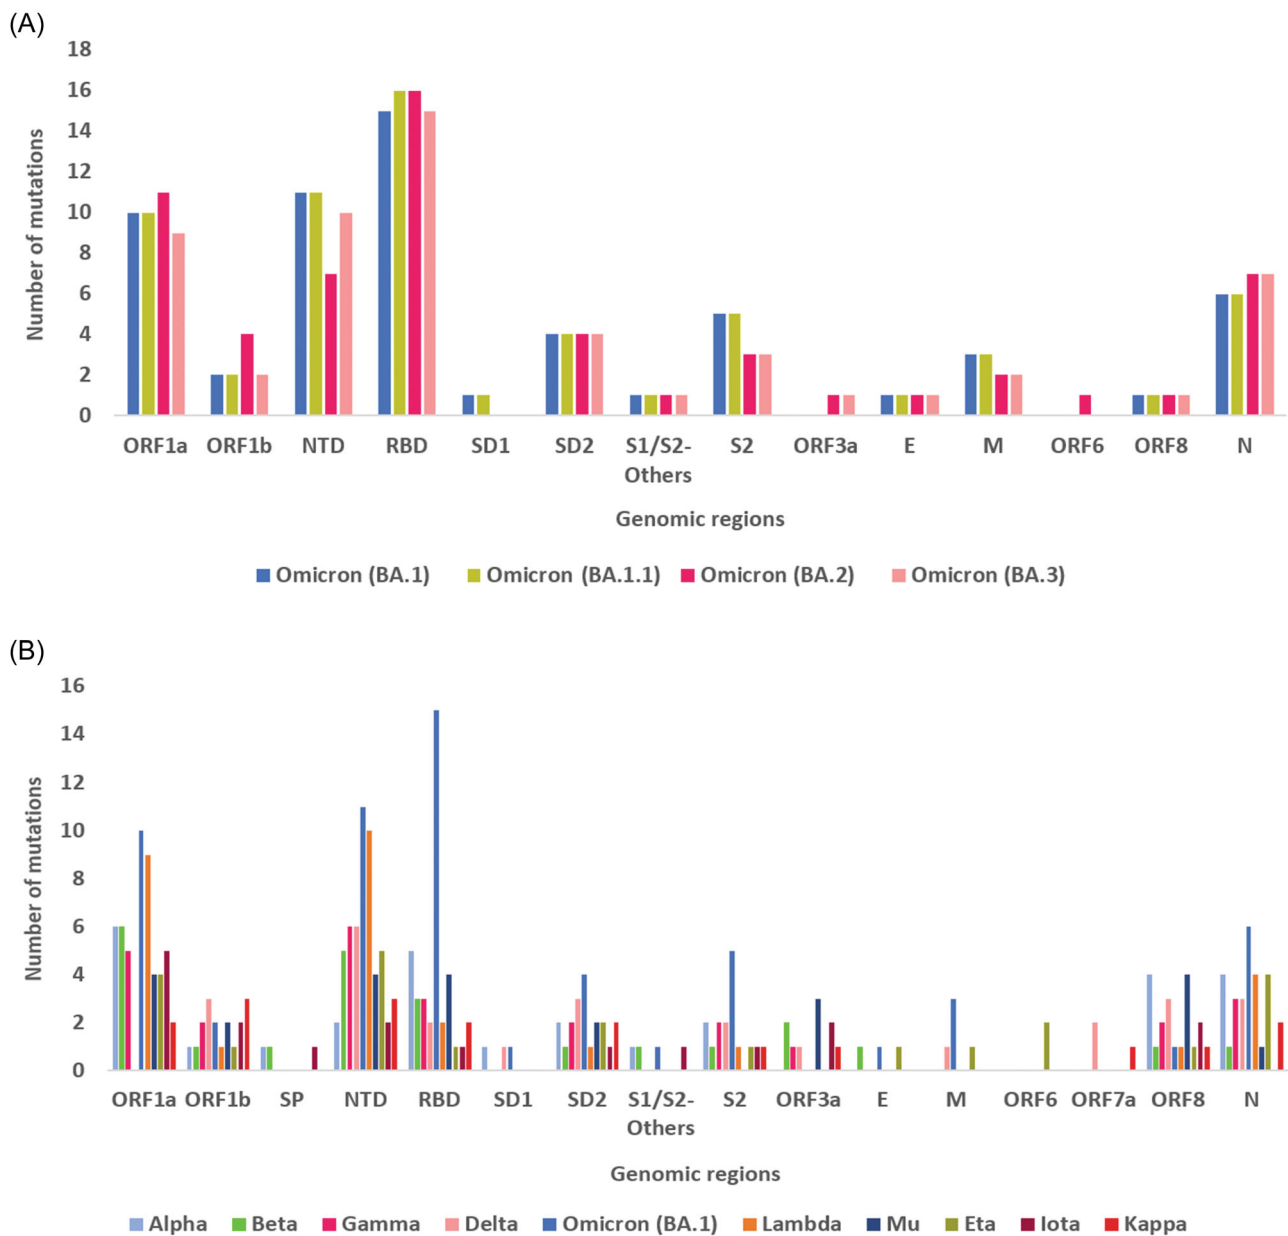 (A)
18
16
14
12
10
8
6
4
2
0
Number of mutations
ORF1a ORF1b NTD RBD SD1 SD2 S1/S2- S2 ORF3a E M ORF6 ORF8 N
Others
Genomic regions
Omicron (BA.1) Omicron (BA.1.1) Omicron (BA.2) Omicron (BA.3)
(B)
16
14
12
10
8
6
4
2
0
Number of mutations
ORF1a ORF1b SP NTD RBD SD1 SD2 S1/S2- S2 ORF3a E M ORF6 ORF7a ORF8 N
Others
Genomic regions
Alpha Beta Gamma Delta Omicron (BA.1) Lambda Mu Eta Iota Kappa